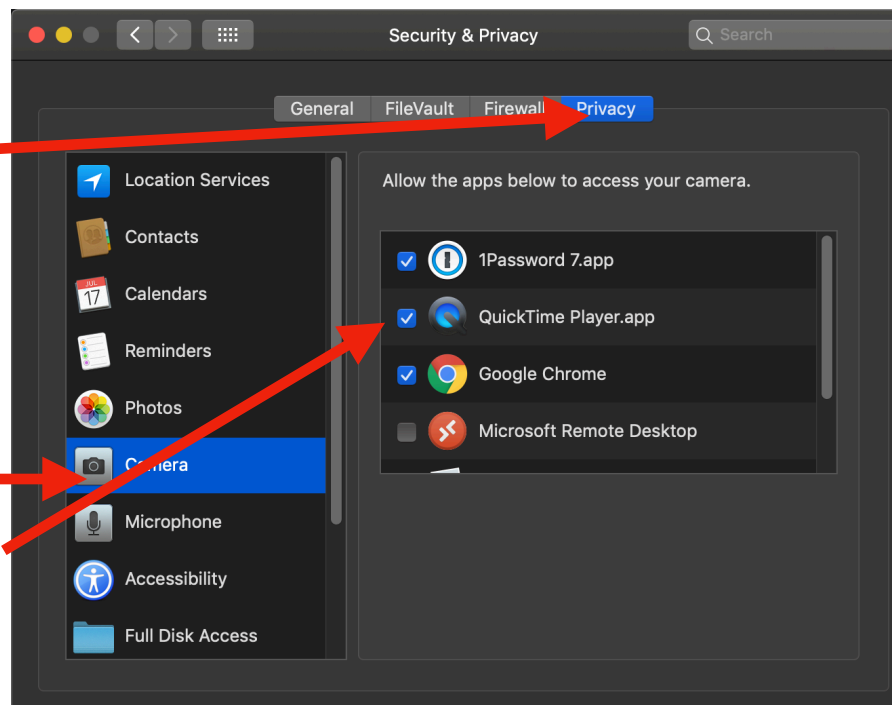 Security & Privacy
Search
General FileVault Firewall Privacy
Location Services
Contacts
JUL
17
Calendars
Reminders
Photos
Camera
Microphone
Accessibility
Full Disk Access
Allow the apps below to access your camera.
1Password 7.app
QuickTime Player.app
Google Chrome
Microsoft Remote Desktop